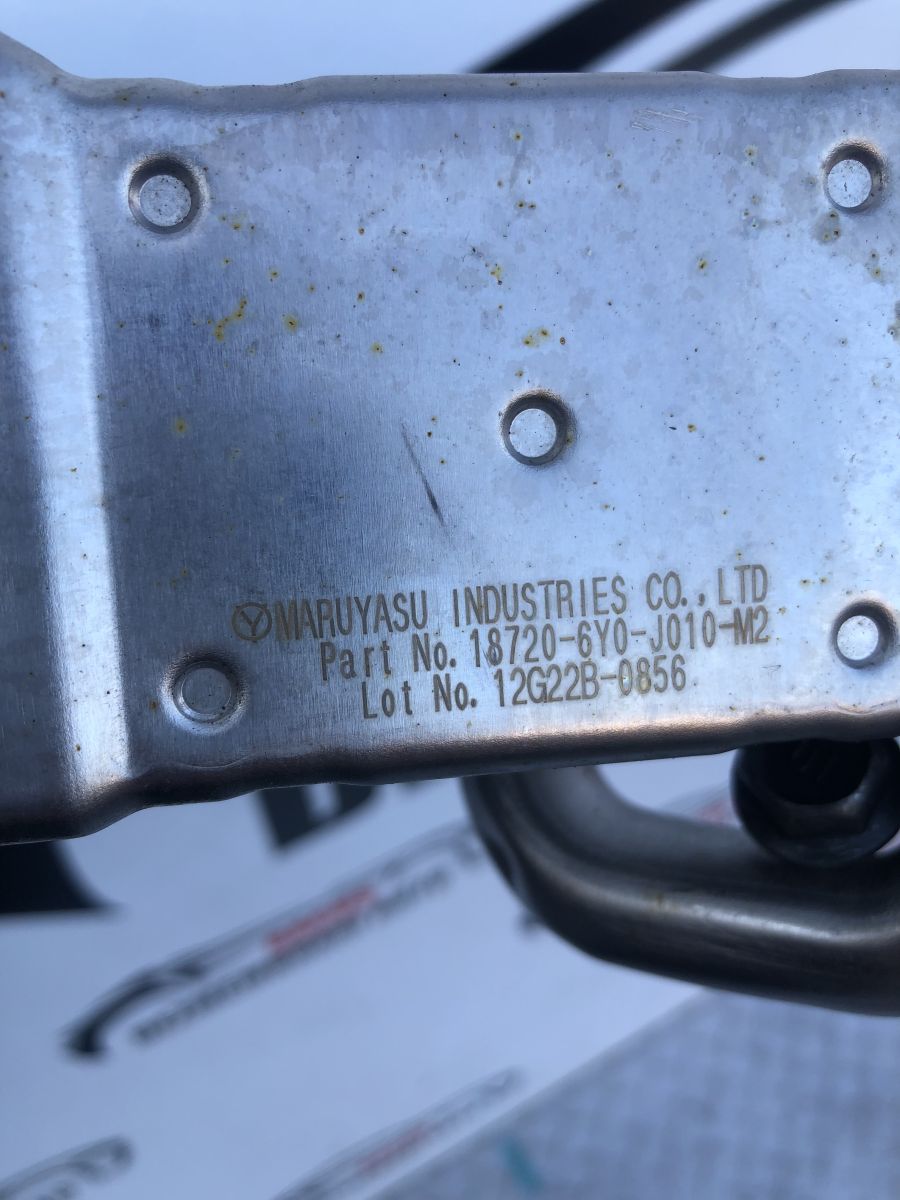 MARUYASU INDUSTRIES CO.,LTD
Part No. 18720-6Y0-J010-M2
Lot No. 12G22B-0856